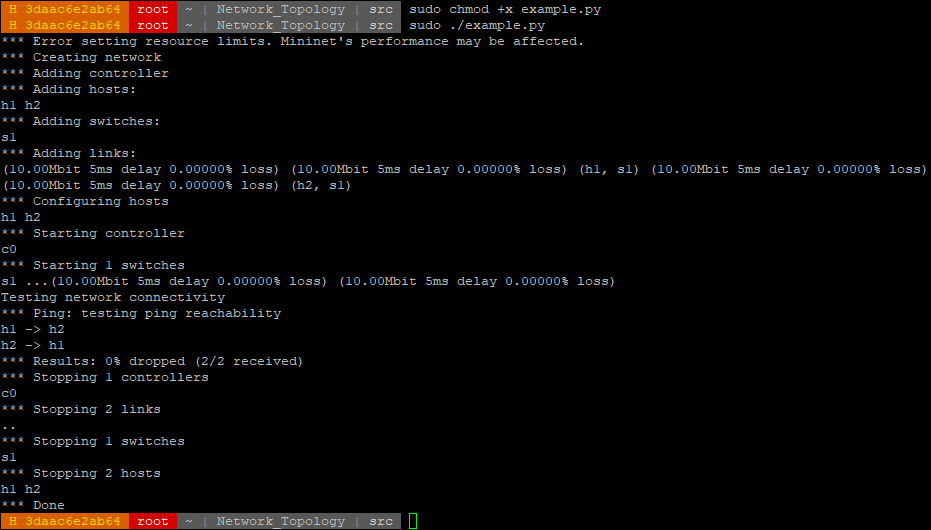 H 3daac6e2ab64 root ~ | Network_Topology | src sudo chmod +x example.py
H 3daac6e2ab64 root ~ | Network_Topology | src sudo ./example.py
*** Error setting resource limits. Mininet's performance may be affected.
*** Creating network
*** Adding controller
*** Adding hosts:
h1 h2
*** Adding switches:
s1
*** Adding links:
(10.00Mbit 5ms delay 0.00000% loss) (10.00Mbit 5ms delay 0.00000% loss) (h1, s1) (10.00Mbit 5ms delay 0.00000% loss)
(10.00Mbit 5ms delay 0.00000% loss) (h2, s1)
*** Configuring hosts
h1 h2
*** Starting controller
c0
*** Starting 1 switches
s1 ...(10.00Mbit 5ms delay 0.00000% loss) (10.00Mbit 5ms delay 0.00000% loss)
Testing network connectivity
*** Ping: testing ping reachability
h1 -> h2
h2 -> h1
*** Results: 0% dropped (2/2 received)
*** Stopping 1 controllers
c0
*** Stopping 2 links
..
*** Stopping 1 switches
s1
*** Stopping 2 hosts
h1 h2
*** Done
H 3daac6e2ab64 root ~ | Network_Topology | src